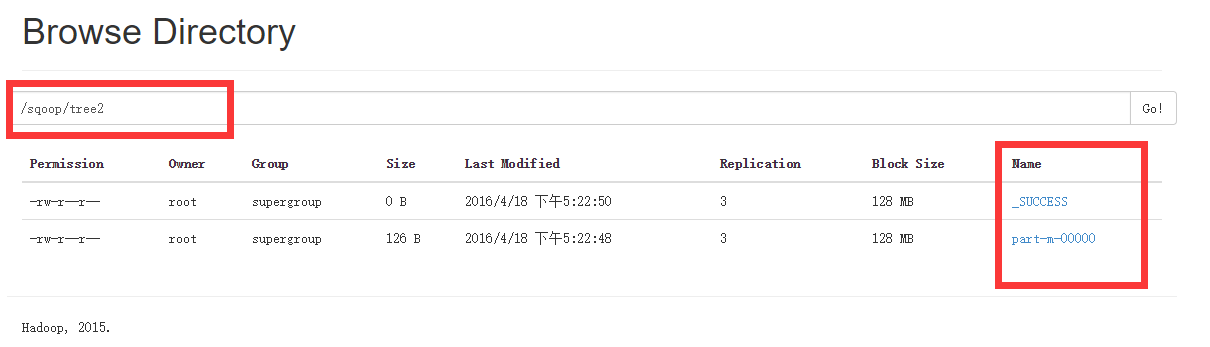 Browse Directory
/sqoop/tree2 Go!
Permission Owner Group Size Last Modified Replication Block Size Name
-rw-r--r-- root supergroup 0 B 2016/4/18 下午5:22:50 3 128 MB _SUCCESS
-rw-r--r-- root supergroup 126 B 2016/4/18 下午5:22:48 3 128 MB part-m-00000
Hadoop, 2015.